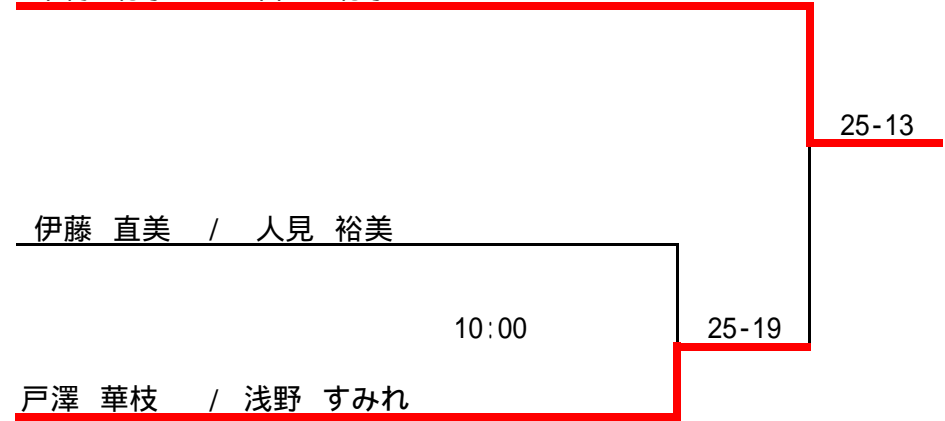 25-13
伊藤 直美 / 人見 裕美
10:00 25-19
戸澤 華枝 / 浅野 すみれ